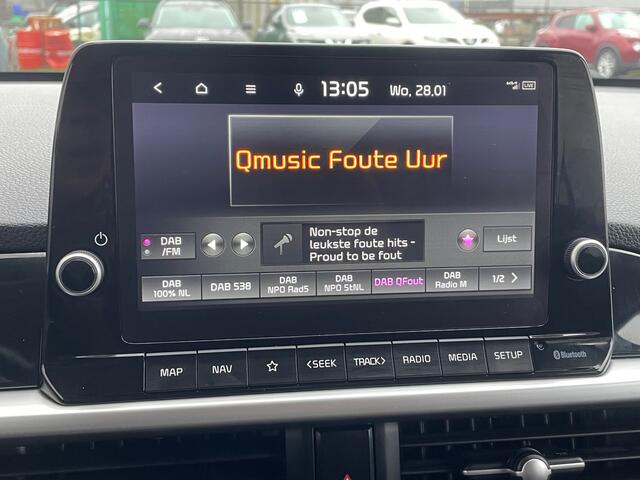 13:05 Wo, 28.01
LIVE
Qmusic Foute Uur
DAB
/FM
Non-stop de
leukste foute hits -
Proud to be fout
Lijst
DAB
100% NL
DAB 538
DAB
NPO Rad5
DAB
NPO StNL
DAB QFout
DAB
Radio M
1/2 >
MAP
NAV
<SEEK
TRACK>
RADIO
MEDIA
SETUP
Bluetooth